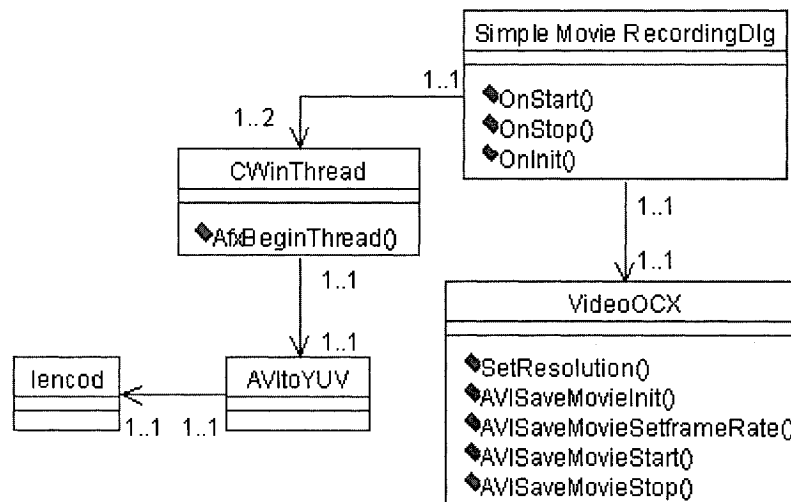 Simple Movie RecordingDlg
OnStart()
OnStop()
OnInit()
1..1
1..2
CWinThread
AfxBeginThread()
1..1
1..1
1..1
1..1
VideoOCX
SetResolution()
AVISaveMovieInit()
AVISaveMovieSetframeRate()
AVISaveMovieStart()
AVISaveMovieStop()
lencod
AVItoYUV
1..1
1..1